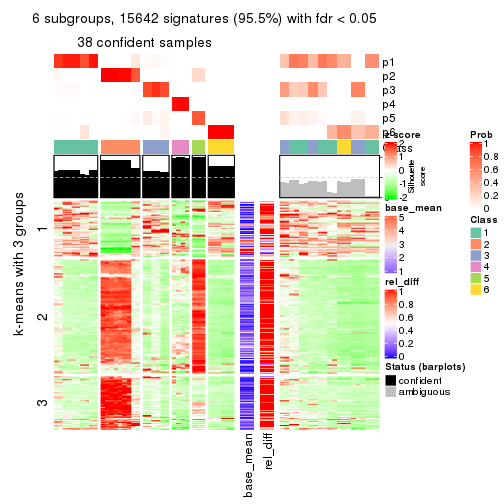 6 subgroups, 15642 signatures (95.5%) with fdr < 0.05
38 confident samples
p1
p2
p3
p4
p5
p6
Class
Silhouette
score
k-means with 3 groups
1
2
3
base_mean
rel_diff
z-score
2
1
0
-1
-2
base_mean
5
4
3
2
1
rel_diff
1
0.8
0.6
0.4
0.2
0
Status (barplots)
confident
ambiguous
Prob
1
0.8
0.6
0.4
0.2
0
Class
1
2
3
4
5
6